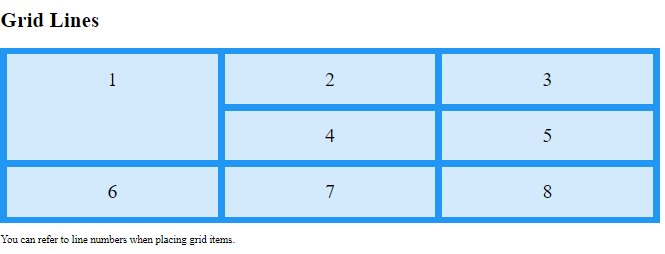 Grid Lines
1 2 3
4 5
6 7 8
You can refer to line numbers when placing grid items.